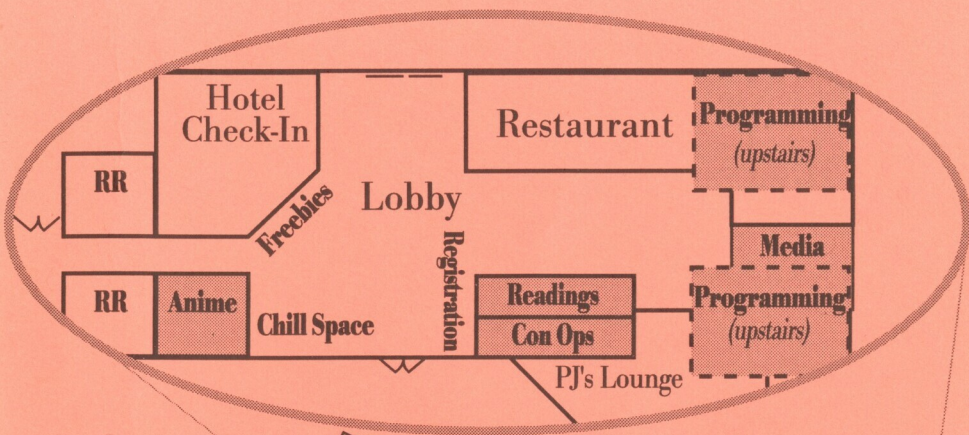 Hotel
Check-In
Restaurant
Programming
(upstairs)
RR
Freebies
Lobby
Registration
Media
RR
Anime
Chill Space
Readings
Con Ops
Programming
(upstairs)
PJ's Lounge